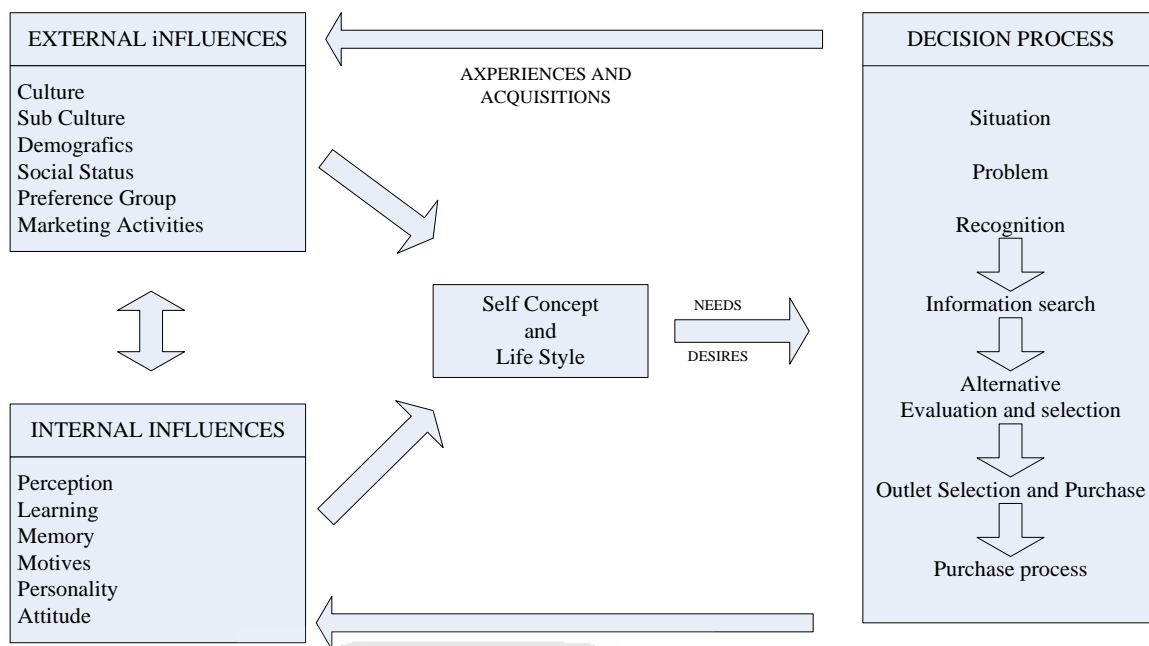 EXTERNAL iNFLUENCES
Culture
Sub Culture
Demografics
Social Status
Preference Group
Marketing Activities
AXPERIENCES AND
ACQUISITIONS
INTERNAL INFLUENCES
Perception
Learning
Memory
Motives
Personality
Attitude
Self Concept
and
Life Style
NEEDS
DESIRES
DECISION PROCESS
Situation
Problem
Recognition
Information search
Alternative
Evaluation and selection
Outlet Selection and Purchase
Purchase process